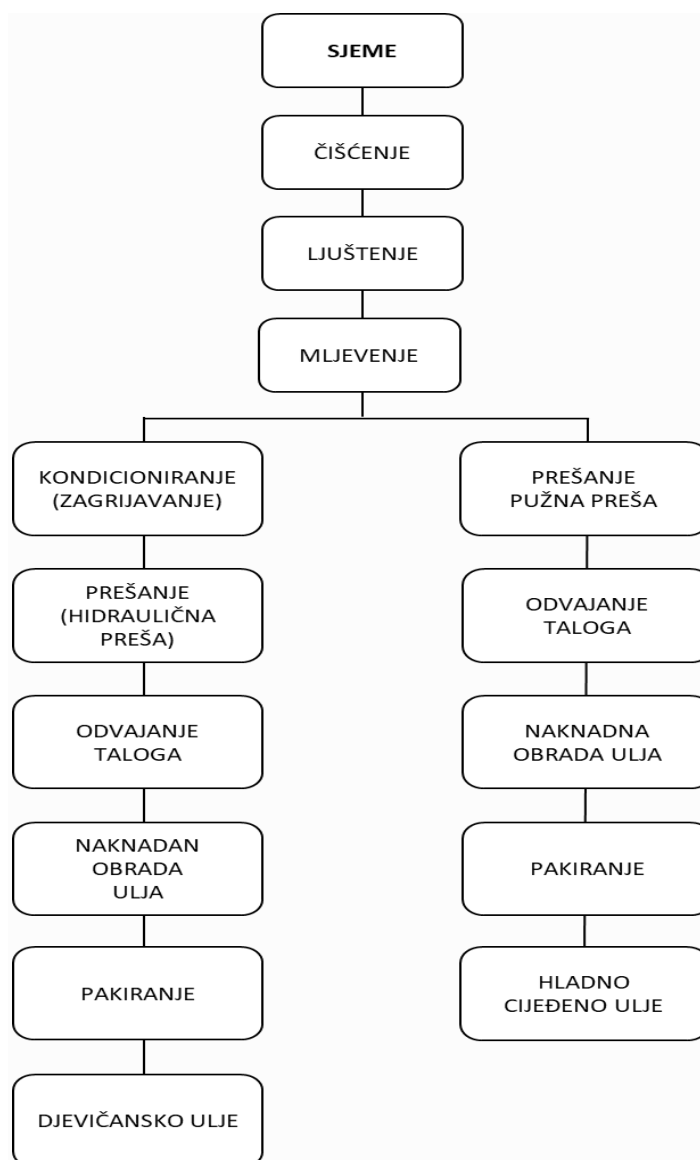 SJEME
ČIŠĆENJE
LJUŠTENJE
MLJEVENJE
KONDICIONIRANJE
(ZAGRIJAVANJE)
PREŠANJE
(HIDRAULIČNA
PREŠA)
ODVAJANJE
TALOGA
NAKNADAN
OBRADA
ULJA
PAKIRANJE
DJEVIČANSKO ULJE
PREŠANJE
PUŽNA PREŠA
ODVAJANJE
TALOGA
NAKNADNA
OBRADA ULJA
PAKIRANJE
HLADNO
CIJEĐENO ULJE